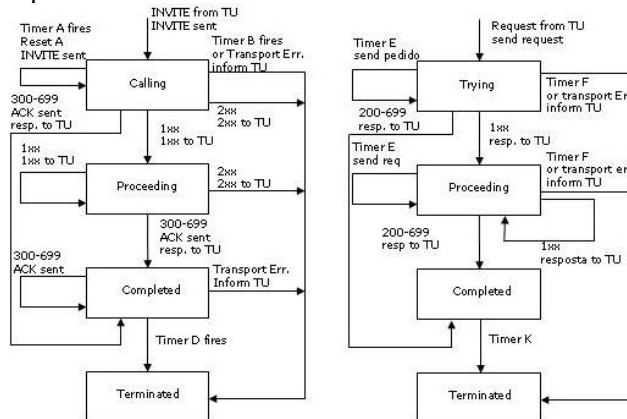 INVITE from TU
INVITE sent
Timer A fires
Reset A
INVITE sent
Timer B fires
or Transport Err.
inform TU
Calling
300-699
ACK sent
resp. to TU
2xx
2xx to TU
1xx
1xx to TU
1xx
1xx to TU
Proceeding
2xx
2xx to TU
300-699
ACK sent
resp. to TU
300-699
ACK sent
Completed
Transport Err.
Inform TU
Timer D fires
Terminated
Request from TU
send request
Timer E
send pedido
Trying
Timer F
or transport Err
inform TU
200-699
resp. to TU
1xx
resp. to TU
Timer E
send req
Timer F
or transport err
inform TU
Proceeding
200-699
resp to TU
1xx
resposta to TU
Completed
Timer K
Terminated